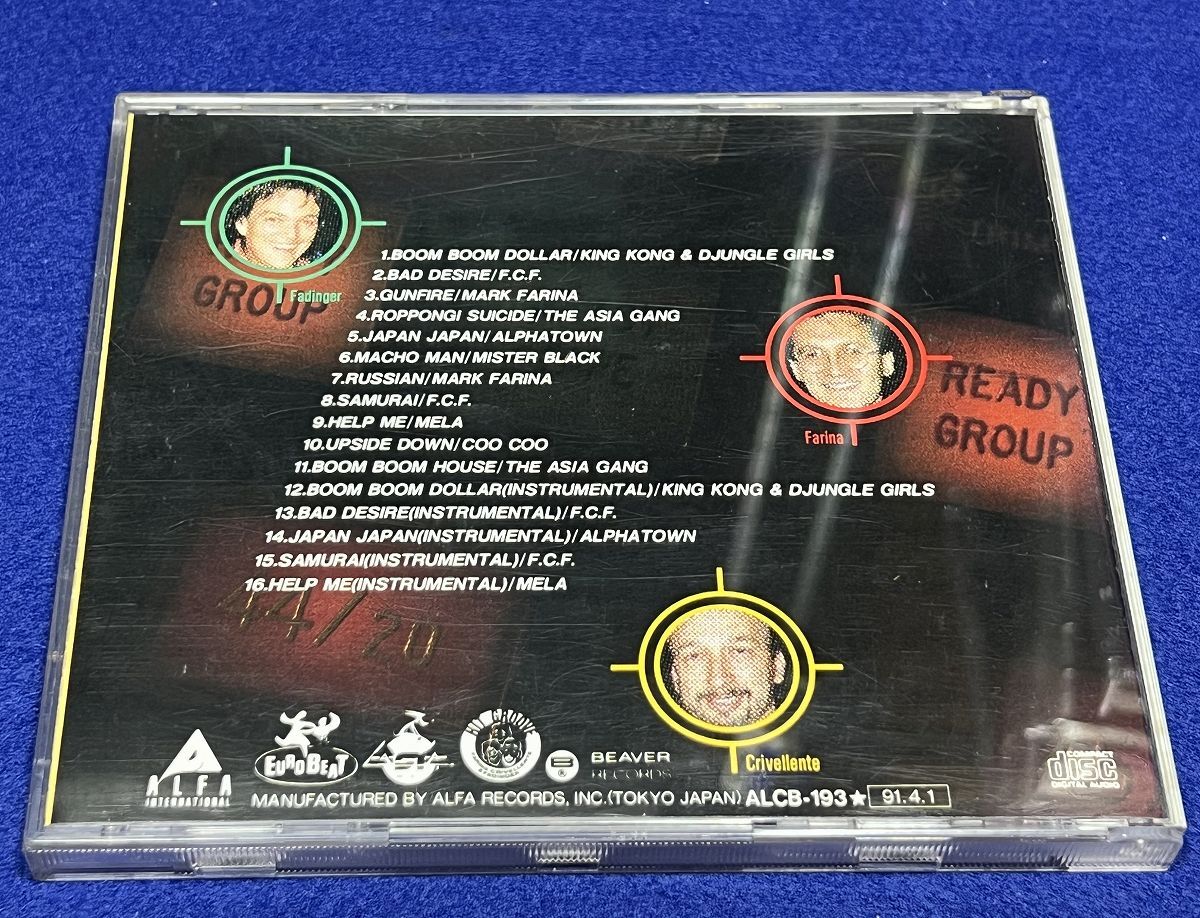 GROUP
Fadinger
1.BOOM BOOM DOLLAR/KING KONG & DJUNGLE GIRLS
2.BAD DESIRE/F.C.F.
3.GUNFIRE/MARK FARINA
4.ROPPONGI SUICIDE/THE ASIA GANG
5.JAPAN JAPAN/ALPHATOWN
6.MACHO MAN/MISTER BLACK
7.RUSSIAN/MARK FARINA
8.SAMURAI/F.C.F.
9.HELP ME/MELA
10.UPSIDE DOWN/COO COO
11.BOOM BOOM HOUSE/THE ASIA GANG
12.BOOM BOOM DOLLAR(INSTRUMENTAL)/KING KONG & DJUNGLE GIRLS
13.BAD DESIRE(INSTRUMENTAL)/F.C.F.
14.JAPAN JAPAN(INSTRUMENTAL)/ALPHATOWN
15.SAMURAI(INSTRUMENTAL)/F.C.F.
16.HELP ME(INSTRUMENTAL)/MELA
READY
GROUP
Farina
44/20
Crivellente
ALFA
INTERNATIONAL
EUROBEAT
HI GROOVE
B
®
BEAVER
RECORDS
COMPACT
disc
DIGITAL AUDIO
MANUFACTURED BY ALFA RECORDS, INC.(TOKYO JAPAN) ALCB-193★ 91.4.1